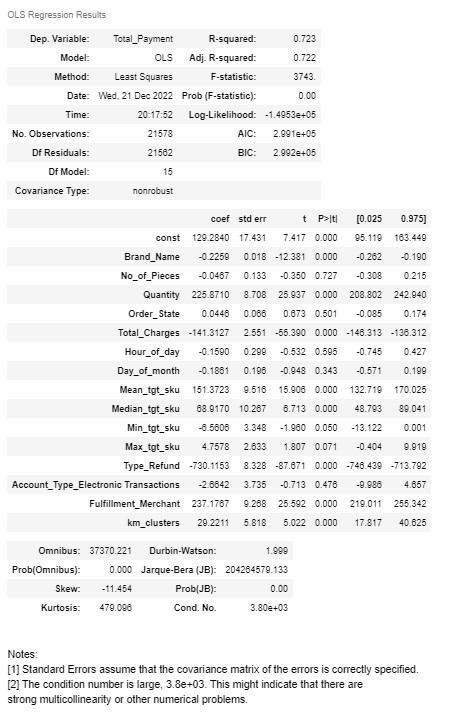 OLS Regression Results
Dep. Variable: Total_Payment R-squared: 0.723
Model: OLS Adj. R-squared: 0.722
Method: Least Squares F-statistic: 3743.
Date: Wed, 21 Dec 2022 Prob (F-statistic): 0.00
Time: 20:17:52 Log-Likelihood: -1.4953e+05
No. Observations: 21578 AIC: 2.991e+05
Df Residuals: 21562 BIC: 2.992e+05
Df Model: 15
Covariance Type: nonrobust
coef std err t P>|t| [0.025 0.975]
const 129.2840 17.431 7.417 0.000 95.119 163.449
Brand_Name -0.2259 0.018 -12.381 0.000 -0.262 -0.190
No_of_Pieces -0.0467 0.133 -0.350 0.727 -0.308 0.215
Quantity 225.8710 8.708 25.937 0.000 208.802 242.940
Order_State 0.0446 0.066 0.673 0.501 -0.085 0.174
Total_Charges -141.3127 2.551 -55.390 0.000 -146.313 -136.312
Hour_of_day -0.1590 0.299 -0.532 0.595 -0.745 0.427
Day_of_month -0.1861 0.196 -0.948 0.343 -0.571 0.199
Mean_tgt_sku 151.3723 9.516 15.906 0.000 132.719 170.025
Median_tgt_sku 68.9170 10.267 6.713 0.000 48.793 89.041
Min_tgt_sku -6.5606 3.348 -1.960 0.050 -13.122 0.001
Max_tgt_sku 4.7578 2.633 1.807 0.071 -0.404 9.919
Type_Refund -730.1153 8.328 -87.671 0.000 -746.439 -713.792
Account_Type_Electronic Transactions -2.6642 3.735 -0.713 0.476 -9.986 4.657
Fulfillment_Merchant 237.1767 9.268 25.592 0.000 219.011 255.342
km_clusters 29.2211 5.818 5.022 0.000 17.817 40.625
Omnibus: 37370.221 Durbin-Watson: 1.999
Prob(Omnibus): 0.000 Jarque-Bera (JB): 204264579.133
Skew: -11.454 Prob(JB): 0.00
Kurtosis: 479.096 Cond. No. 3.80e+03
Notes:
[1] Standard Errors assume that the covariance matrix of the errors is correctly specified.
[2] The condition number is large, 3.8e+03. This might indicate that there are
strong multicollinearity or other numerical problems.